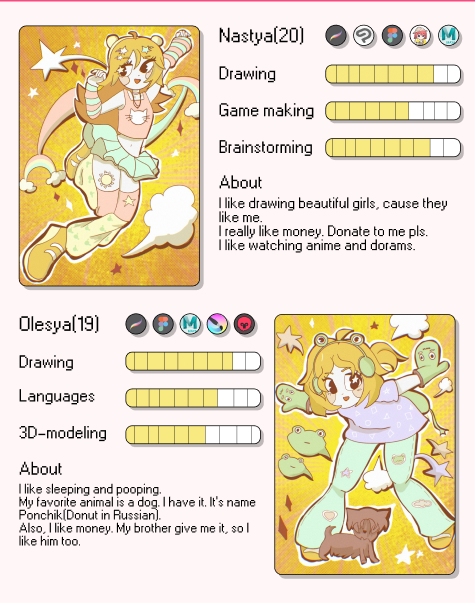 Nastya(20)
Drawing
Game making
Brainstorming
About
I like drawing beautiful girls, cause they
like me.
I really like money. Donate to me pls.
I like watching anime and dorams.
Olesya(19)
Drawing
Languages
3D-modeling
About
I like sleeping and pooping.
My favorite animal is a dog. I have it. It's name
Ponchik(Donut in Russian).
Also, I like money. My brother give me it, so I
like him too.